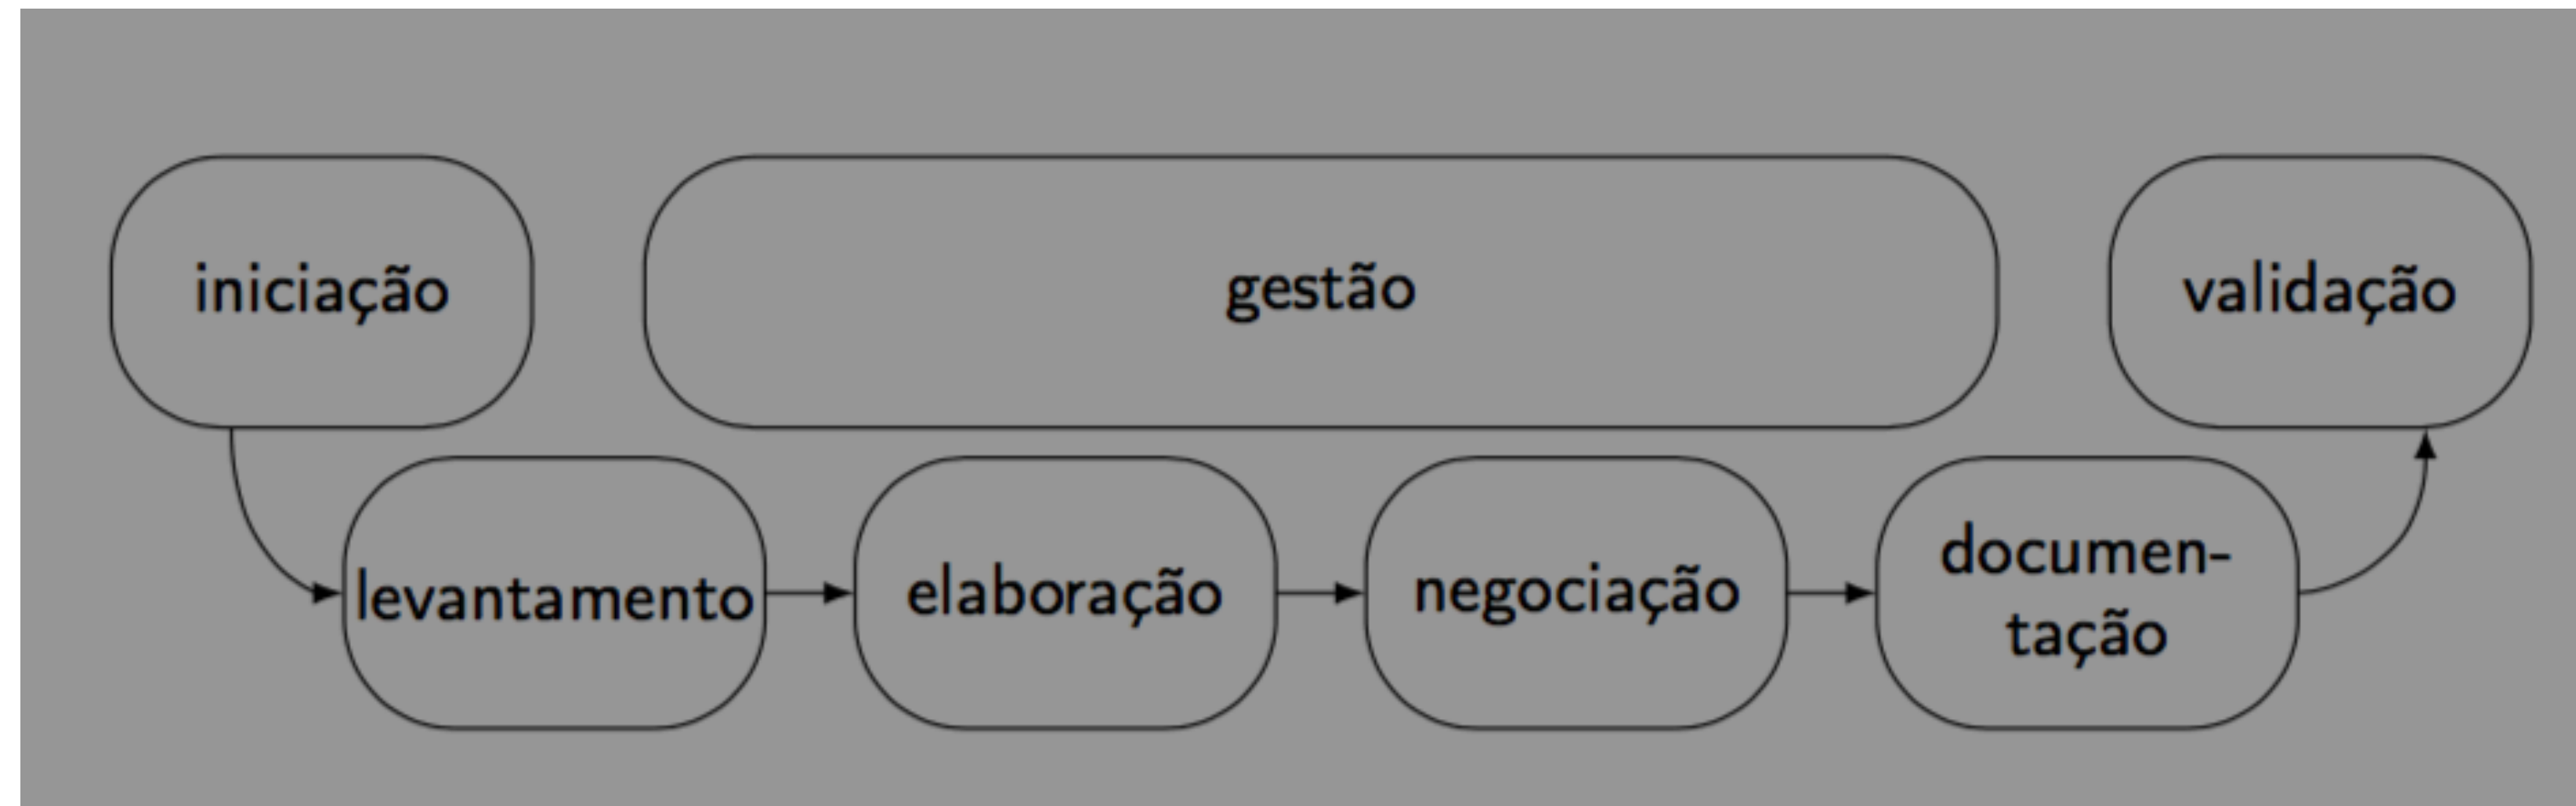 iniciação
gestão
validação
levantamento
elaboração
negociação
documen-
tação